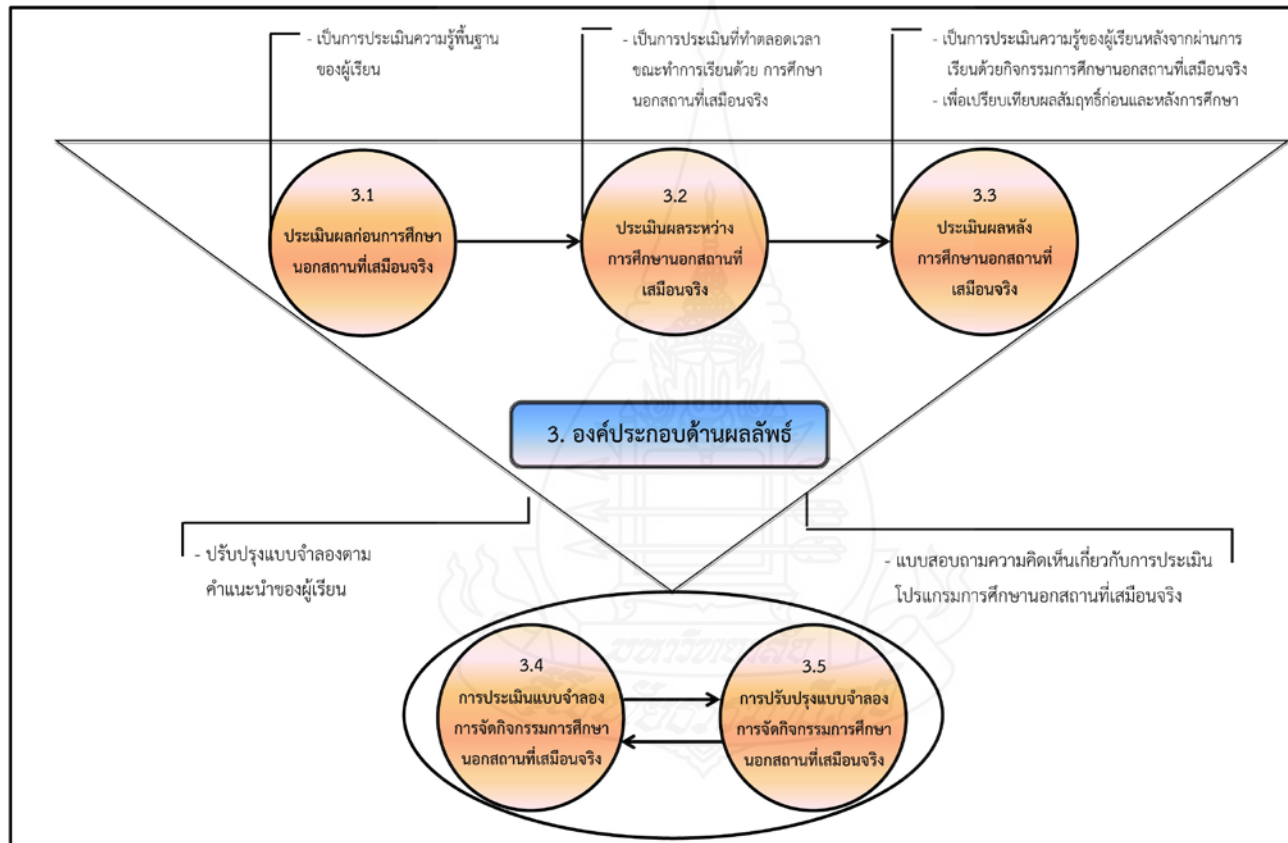 - เป็นการประเมินความรู้พื้นฐาน
ของผู้เรียน
- เป็นการประเมินที่ทำตลอดเวลา
ขณะทำการเรียนด้วย การศึกษา
นอกสถานที่เสมือนจริง
- เป็นการประเมินความรู้ของผู้เรียนหลังจากผ่านการ
เรียนด้วยกิจกรรมการศึกษานอกสถานที่เสมือนจริง
- เพื่อเปรียบเทียบผลสัมฤทธิ์ก่อนและหลังการศึกษา
3.1
ประเมินผลก่อนการศึกษา
นอกสถานที่เสมือนจริง
3.2
ประเมินผลระหว่าง
การศึกษานอกสถานที่
เสมือนจริง
3.3
ประเมินผลหลัง
การศึกษานอกสถานที่
เสมือนจริง
3. องค์ประกอบด้านผลลัพธ์
- ปรับปรุงแบบจำลองตาม
คำแนะนำของผู้เรียน
- แบบสอบถามความคิดเห็นเกี่ยวกับการประเมิน
โปรแกรมการศึกษานอกสถานที่เสมือนจริง
3.4
การประเมินแบบจำลอง
การจัดกิจกรรมการศึกษา
นอกสถานที่เสมือนจริง
3.5
การปรับปรุงแบบจำลอง
การจัดกิจกรรมการศึกษา
นอกสถานที่เสมือนจริง
มหาวิทยาลัย